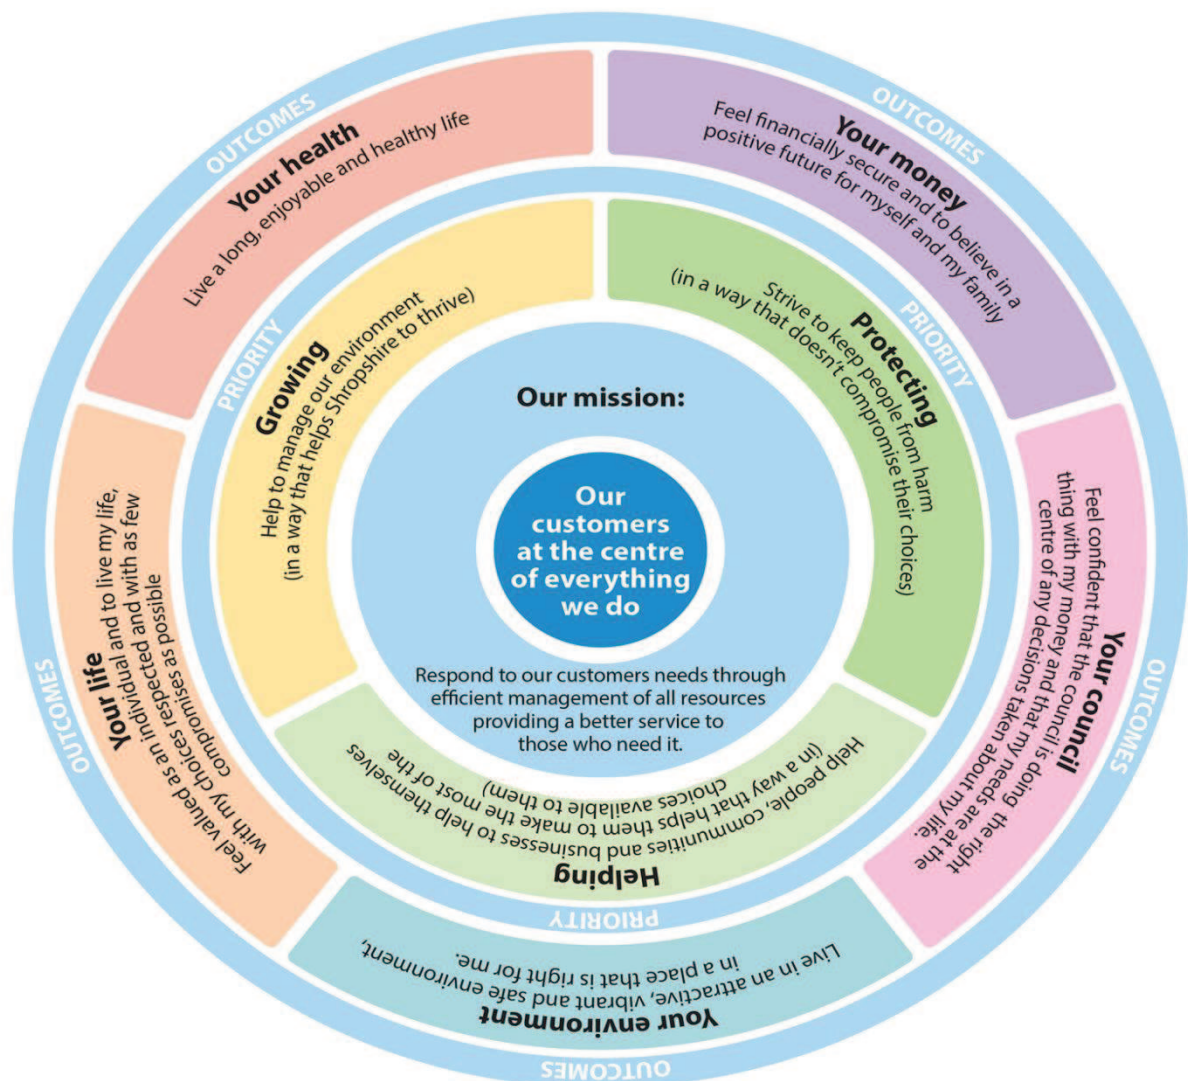 OUTCOMES
Your health
Live a long, enjoyable and healthy life
OUTCOMES
Your money
Feel financially secure and to believe in a
positive future for myself and my family
OUTCOMES
Your council
Feel confident that the council is doing the right
thing with my money and that my needs are at the
centre of any decisions taken about my life.
OUTCOMES
Your environment
Live in an attractive, vibrant and safe environment,
in a place that is right for me.
OUTCOMES
Your life
Feel valued as an individual and to live my life,
with my choices respected and with as few
compromises as possible
PRIORITY
Growing
Help to manage our environment
(in a way that helps Shropshire to thrive)
PRIORITY
Protecting
Strive to keep people from harm
(in a way that doesn't compromise their choices)
PRIORITY
Helping
Help people, communities and businesses to help themselves
(in a way that helps them to make the most of the
choices available to them)
Our mission:
Our
customers
at the centre
of everything
we do
Respond to our customers needs through
efficient management of all resources
providing a better service to
those who need it.